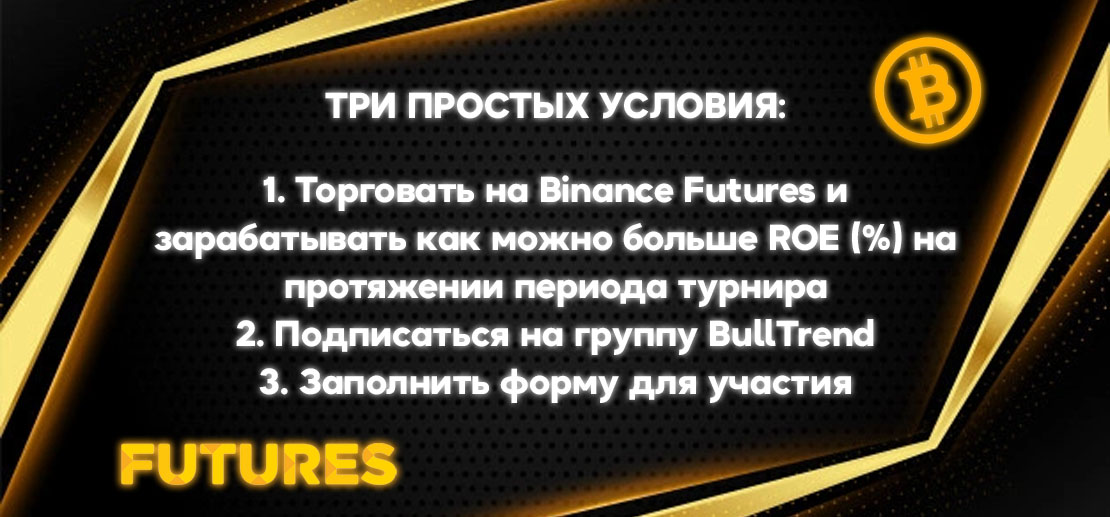 ТРИ ПРОСТЫХ УСЛОВИЯ:
1. Торговать на Binance Futures и
зарабатывать как можно больше ROE (%) на
протяжении периода турнира
2. Подписаться на группу BullTrend
3. Заполнить форму для участия
FUTURES